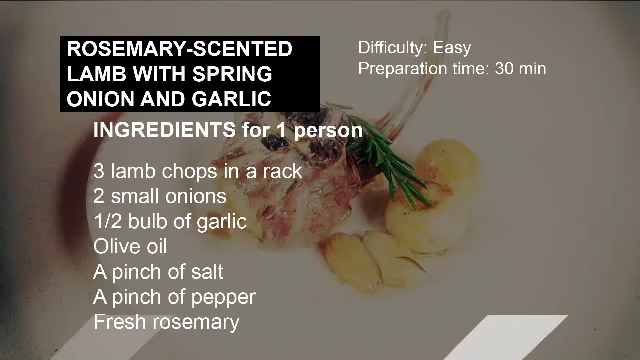 ROSEMARY-SCENTED
LAMB WITH SPRING
ONION AND GARLIC
Difficulty: Easy
Preparation time: 30 min
INGREDIENTS for 1 person
3 lamb chops in a rack
2 small onions
1/2 bulb of garlic
Olive oil
A pinch of salt
A pinch of pepper
Fresh rosemary